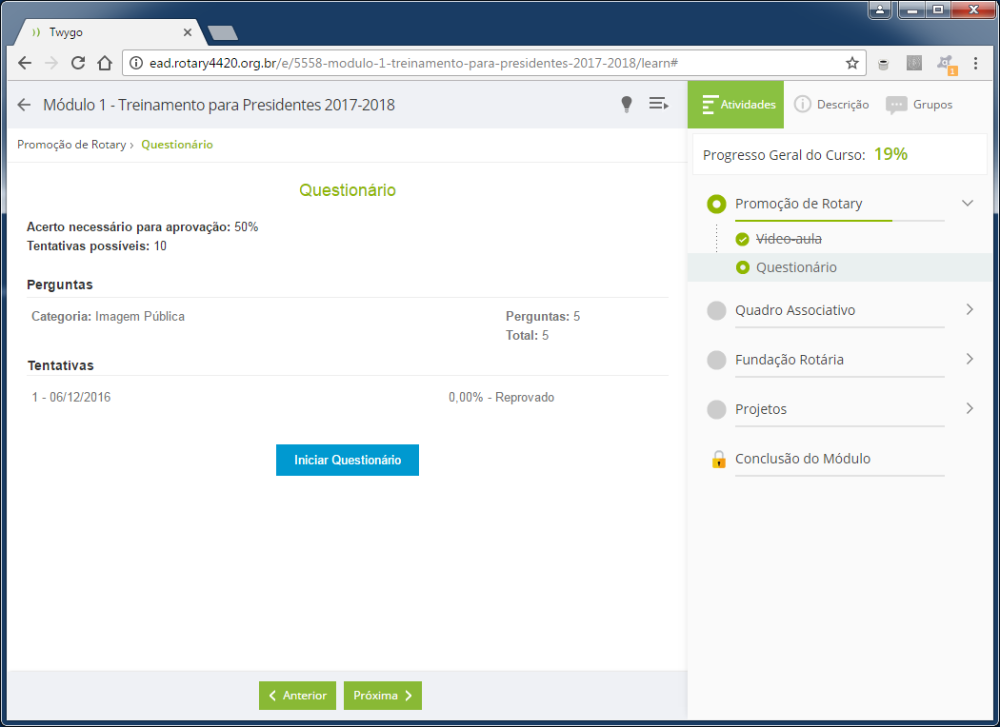 Twygo
ead.rotary4420.org.br/e/5558-modulo-1-treinamento-para-presidentes-2017-2018/learn#
1
Módulo 1 - Treinamento para Presidentes 2017-2018
Atividades
Descrição
Grupos
Promoção de Rotary › Questionário
Progresso Geral do Curso: 19%
Questionário
Acerto necessário para aprovação: 50%
Tentativas possíveis: 10
Perguntas
Categoria: Imagem Pública
Perguntas: 5
Total: 5
Tentativas
1 - 06/12/2016
0,00% - Reprovado
Iniciar Questionário
Anterior
Próxima
Promoção de Rotary
Video-aula
Questionário
Quadro Associativo
Fundação Rotária
Projetos
Conclusão do Módulo